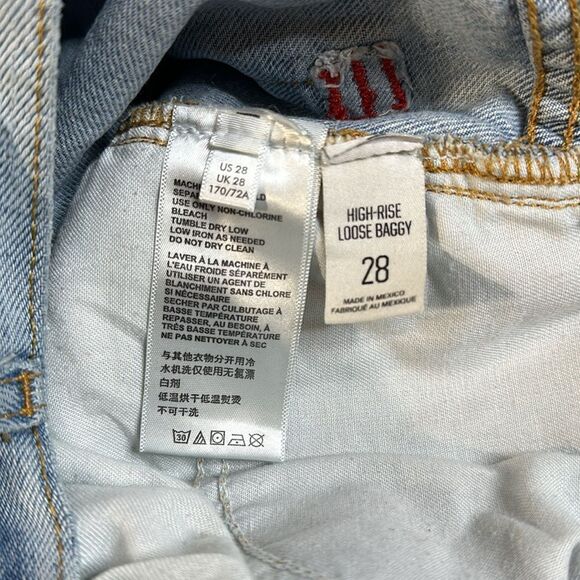 US 28
UK 28
170/72A
MACH
LD
SEPAR
USE ONLY NON-CHLORINE
BLEACH
TUMBLE DRY LOW
LOW IRON AS NEEDED
DO NOT DRY CLEAN
LAVER À LA MACHINE À
L'EAU FROIDE SÉPARÉMENT
UTILISER UN AGENT DE
BLANCHIMENT SANS CHLORE
SI NÉCESSAIRE
SECHER PAR CULBUTAGE À
BASSE TEMPÉRATURE
REPASSER, AU BESOIN, À
TRÈS BASSE TEMPÉRATURE
NE PAS NETTOYER À SEC
与其他衣物分开用冷
水机洗仅使用无氯漂
白剂
低温烘干低温熨烫
不可干洗
30
HIGH-RISE
LOOSE BAGGY
28
MADE IN MEXICO
FABRIQUÉ AU MEXIQUE